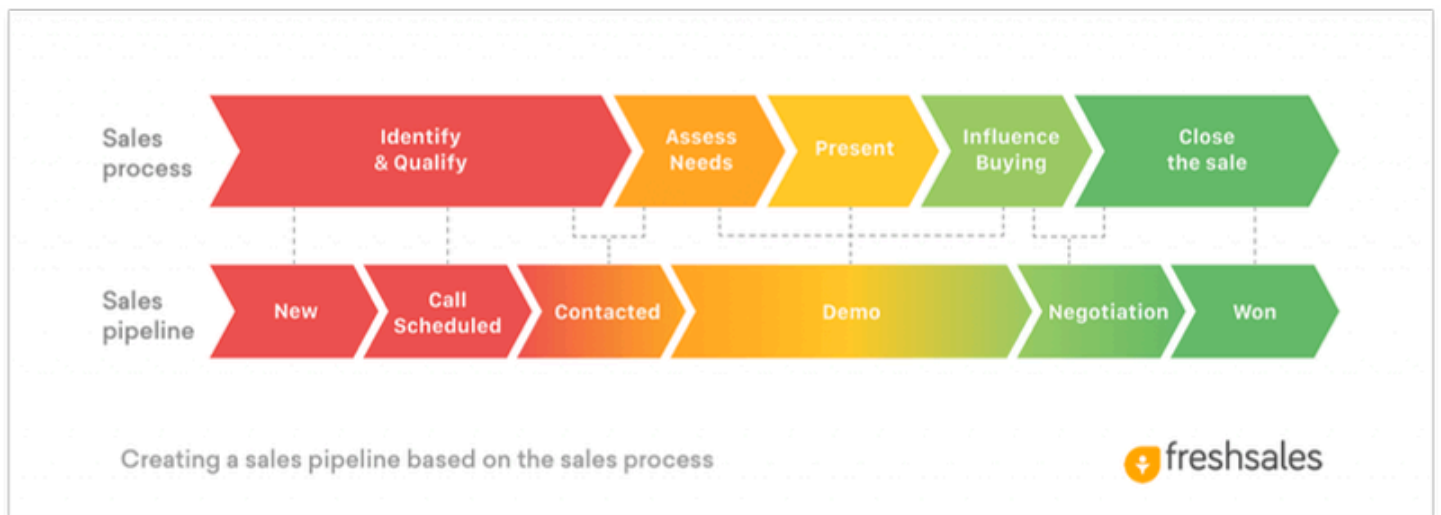 Sales
process
Identify
& Qualify
Assess
Needs
Present
Influence
Buying
Close
the sale
Sales
pipeline
New
Call
Scheduled
Contacted
Demo
Negotiation
Won
Creating a sales pipeline based on the sales process
freshsales